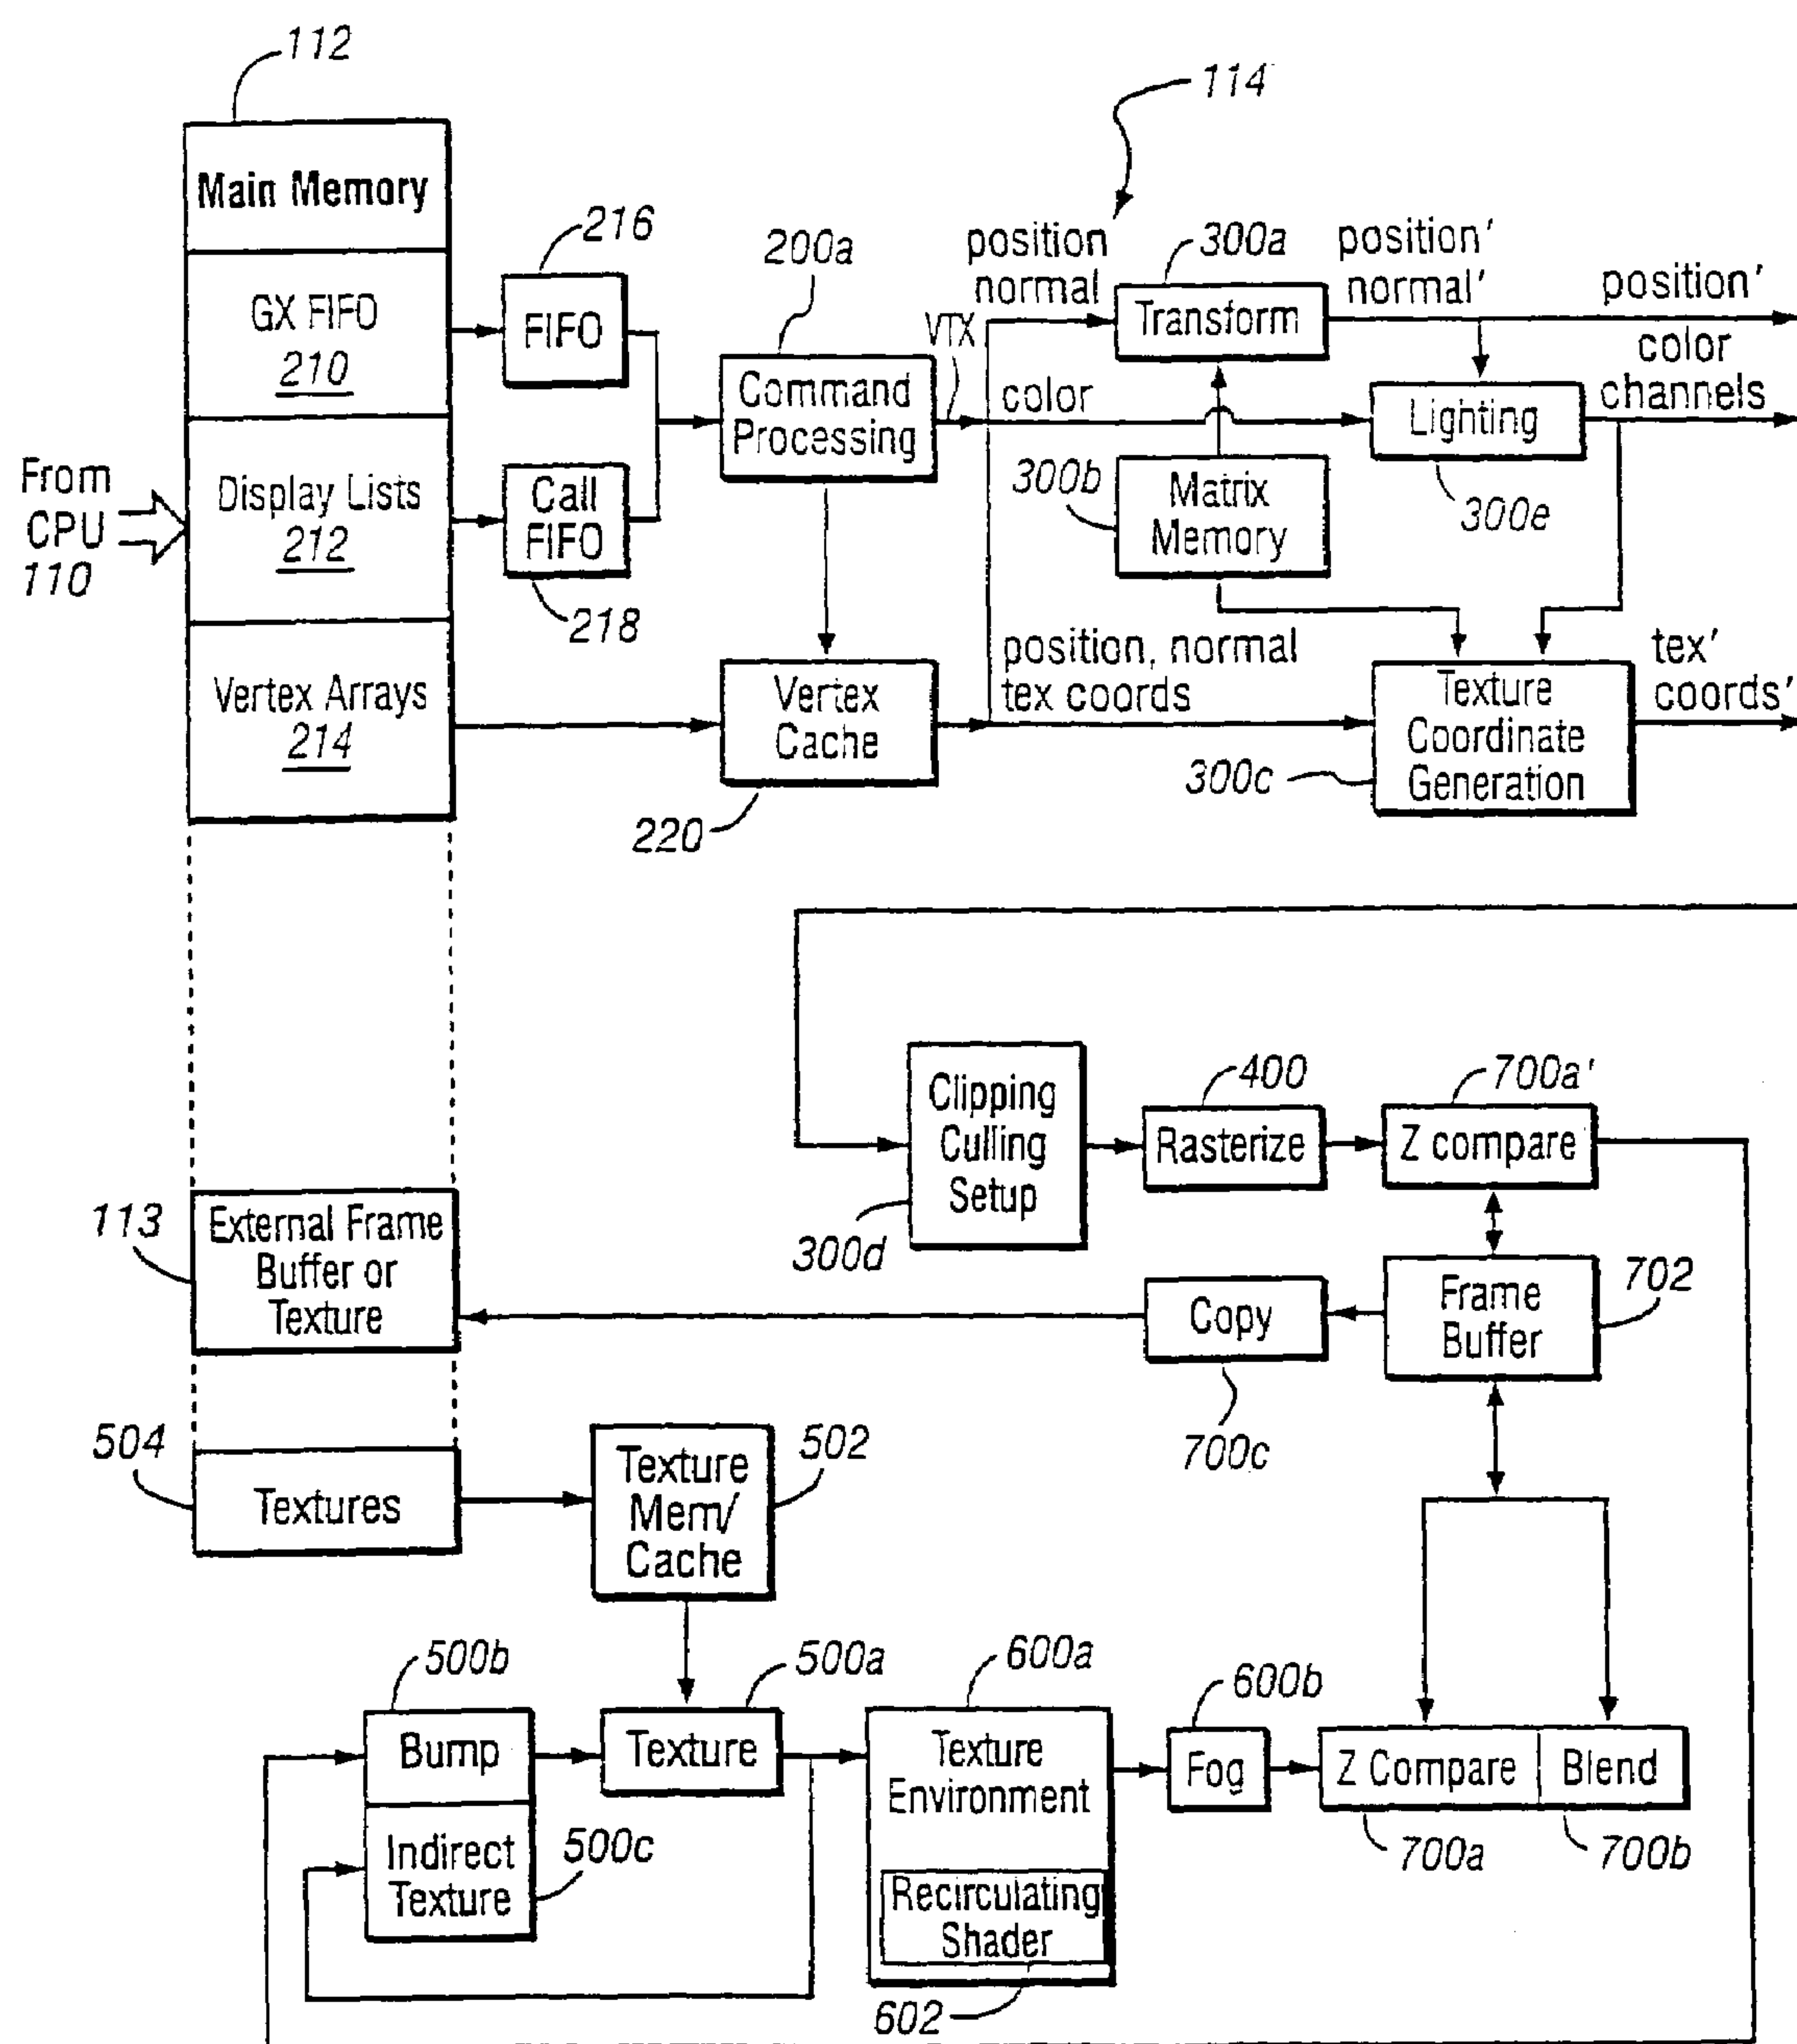 112
114
Main Memory
216
200a
position
normal
300a
position'
normal'
position'
GX FIFO
210
FIFO
VTX
Transform
color
channels
Command
Processing
color
Lighting
From
CPU
110
Display Lists
212
Call
FIFO
300b
Matrix
Memory
300e
218
Vertex Arrays
214
Vertex
Cache
position, normal
tex coords
Texture
Coordinate
Generation
tex'
coords'
300c
220
Clipping
Culling
Setup
400
700a'
Rasterize
Z compare
300d
113
External Frame
Buffer or
Texture
Copy
Frame
Buffer
702
700c
504
Textures
Texture
Mem/
Cache
502
500b
500a
600a
600b
Bump
Texture
Texture
Environment
Fog
Z Compare
Blend
Indirect
Texture
500c
700a
700b
Recirculating
Shader
602